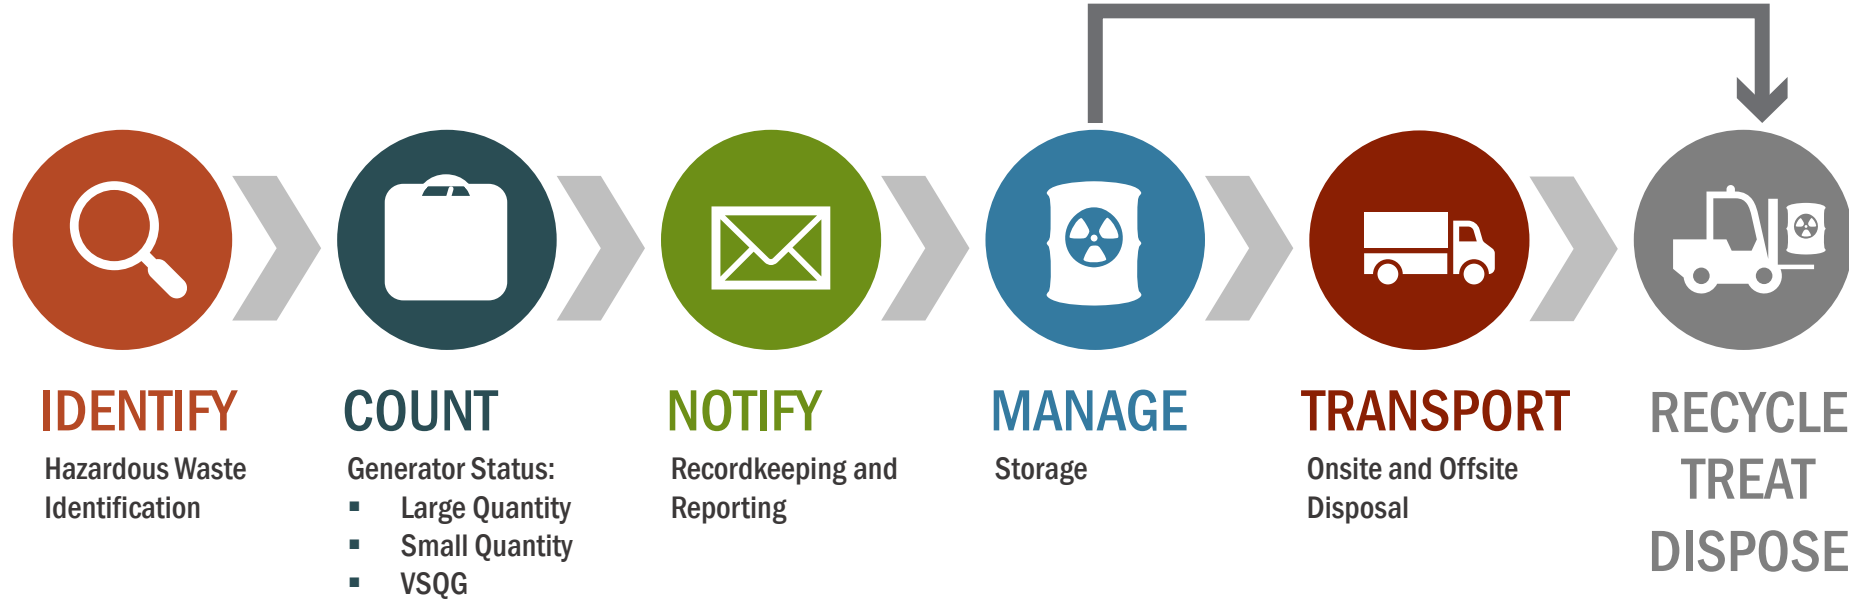 IDENTIFY
Hazardous Waste
Identification
COUNT
Generator Status:
▪ Large Quantity
▪ Small Quantity
▪ VSQG
NOTIFY
Recordkeeping and
Reporting
MANAGE
Storage
TRANSPORT
Onsite and Offsite
Disposal
RECYCLE
TREAT
DISPOSE